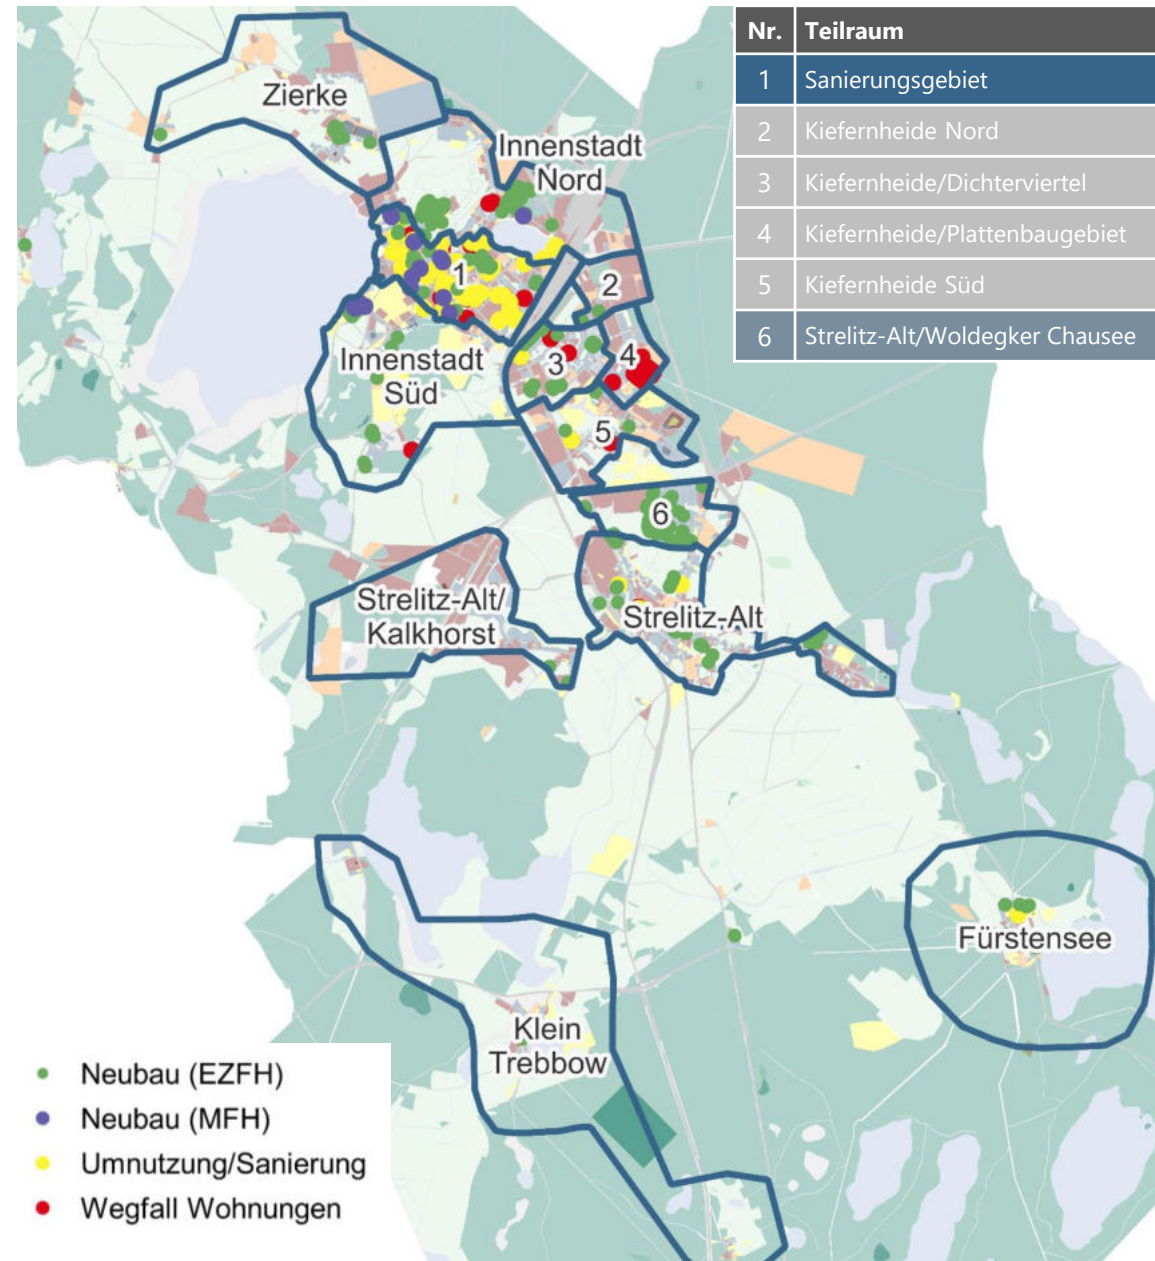 Nr. Teilraum
1 Sanierungsgebiet
2 Kiefernheide Nord
3 Kiefernheide/Dichterviertel
4 Kiefernheide/Plattenbaugebiet
5 Kiefernheide Süd
6 Strelitz-Alt/Woldegker Chausee
Zierke
Innenstadt
Nord
1
2
Innenstadt
Süd
3
4
5
6
Strelitz-Alt/
Kalkhorst
Strelitz-Alt
Fürstensee
Klein
Trebbow
Neubau (EZFH)
Neubau (MFH)
Umnutzung/Sanierung
Wegfall Wohnungen